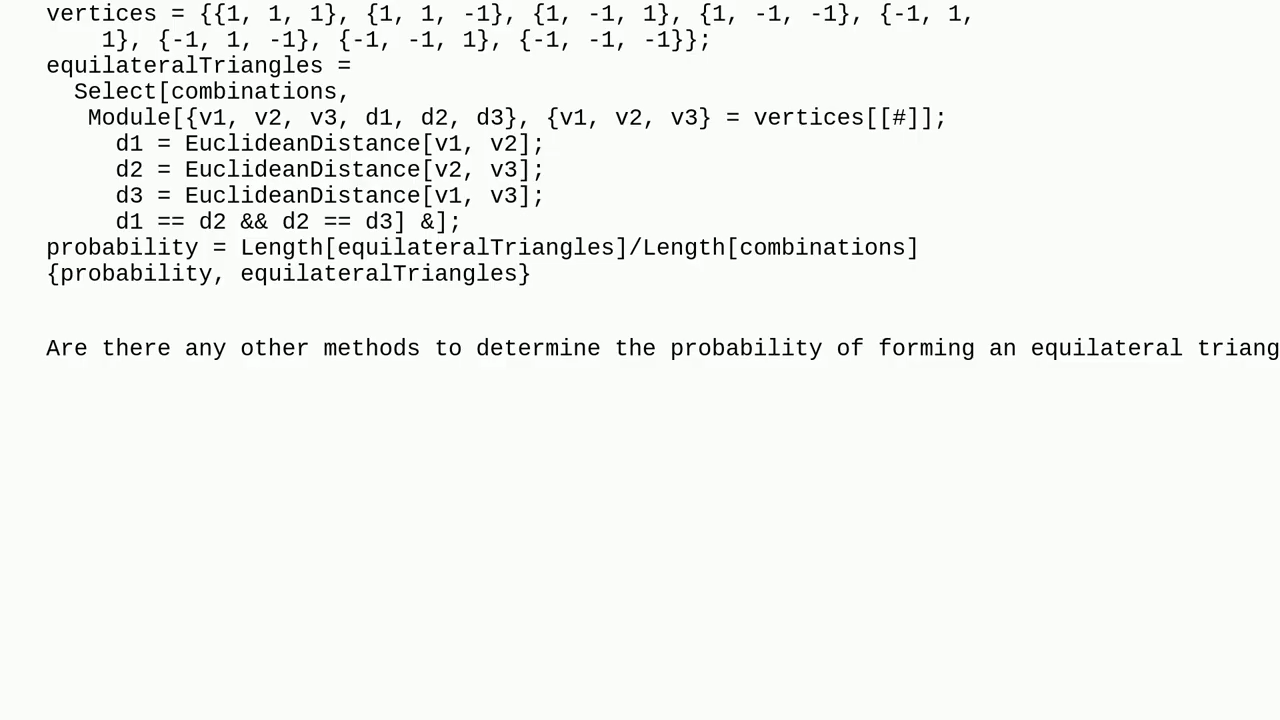 vertices = {{1, 1, 1}, {1, 1, -1}, {1, -1, 1}, {1, -1, -1}, {-1, 1,
1}, {-1, 1, -1}, {-1, -1, 1}, {-1, -1, -1}};
equilateralTriangles =
Select[combinations,
Module[{v1, v2, v3, d1, d2, d3}, {v1, v2, v3} = vertices[[#]];
d1 = EuclideanDistance[v1, v2];
d2 = EuclideanDistance[v2, v3];
d3 = EuclideanDistance[v1, v3];
d1 == d2 && d2 == d3] &];
probability = Length[equilateralTriangles]/Length[combinations]
{probability, equilateralTriangles}
Are there any other methods to determine the probability of forming an equilateral triang